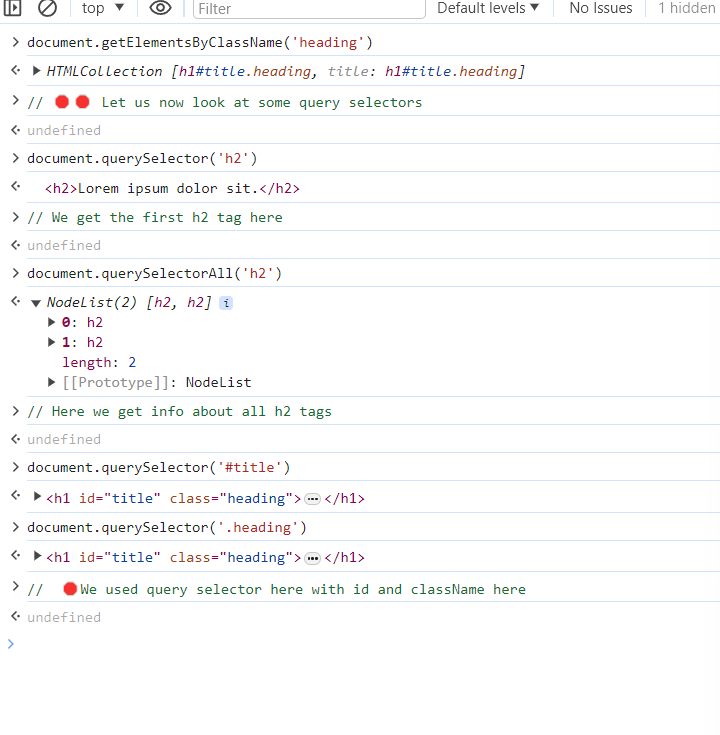 top Filter Default levels No Issues 1 hidden
document.getElementsByClassName('heading')
HTMLCollection [h1#title.heading, title: h1#title.heading]
// 🛑🛑 Let us now look at some query selectors
undefined
document.querySelector('h2')
<h2>Lorem ipsum dolor sit.</h2>
// We get the first h2 tag here
undefined
document.querySelectorAll('h2')
NodeList(2) [h2, h2] i
0: h2
1: h2
length: 2
[[Prototype]]: NodeList
// Here we get info about all h2 tags
undefined
document.querySelector('#title')
<h1 id="title" class="heading">…</h1>
document.querySelector('.heading')
<h1 id="title" class="heading">…</h1>
// 🛑We used query selector here with id and className here
undefined